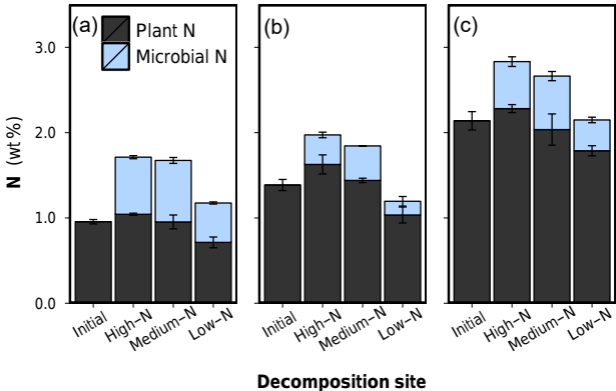 (a)
Plant N
Microbial N
(b)
(c)
3.0
2.0
1.0
0.0
N (wt %)
Initial
High–N
Medium–N
Low–N
Initial
High–N
Medium–N
Low–N
Initial
High–N
Medium–N
Low–N
Decomposition site